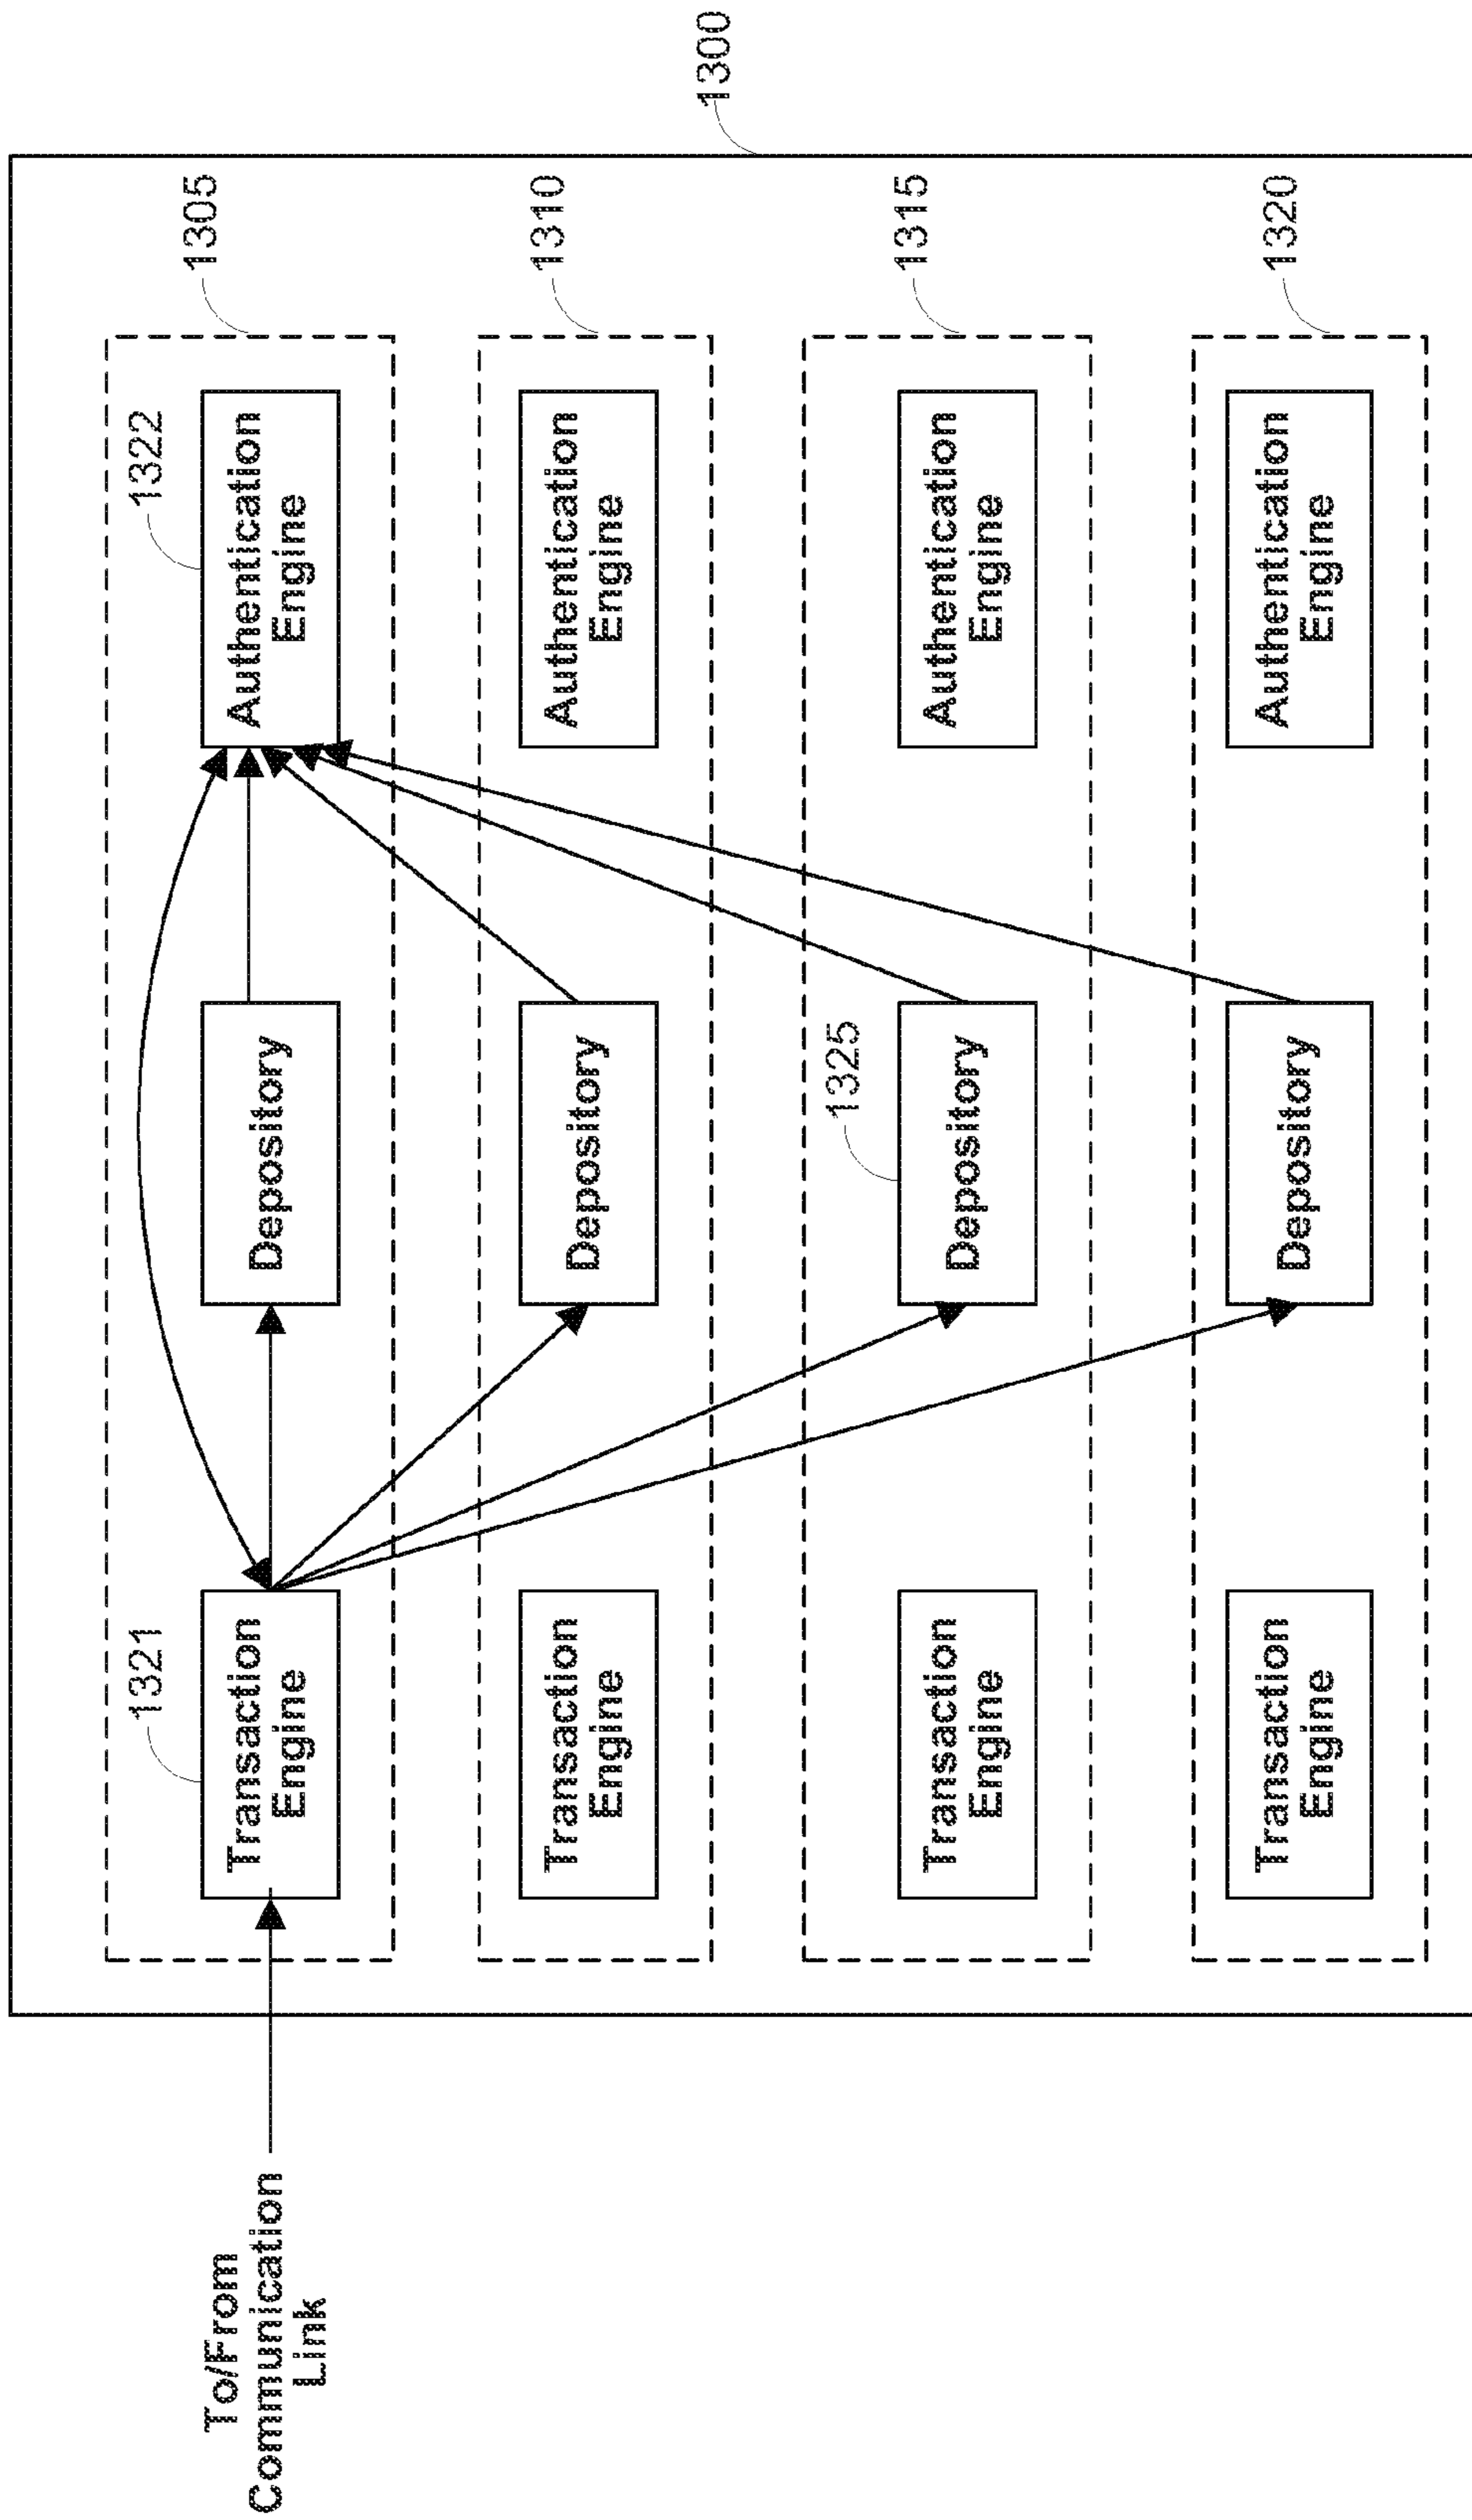 1300
1305
1322
Transaction
Engine
1321
Depository
Authentication
Engine
To/From
Communication
Link
1310
Transaction
Engine
Depository
Authentication
Engine
1315
Transaction
Engine
1325
Depository
Authentication
Engine
1320
Transaction
Engine
Depository
Authentication
Engine